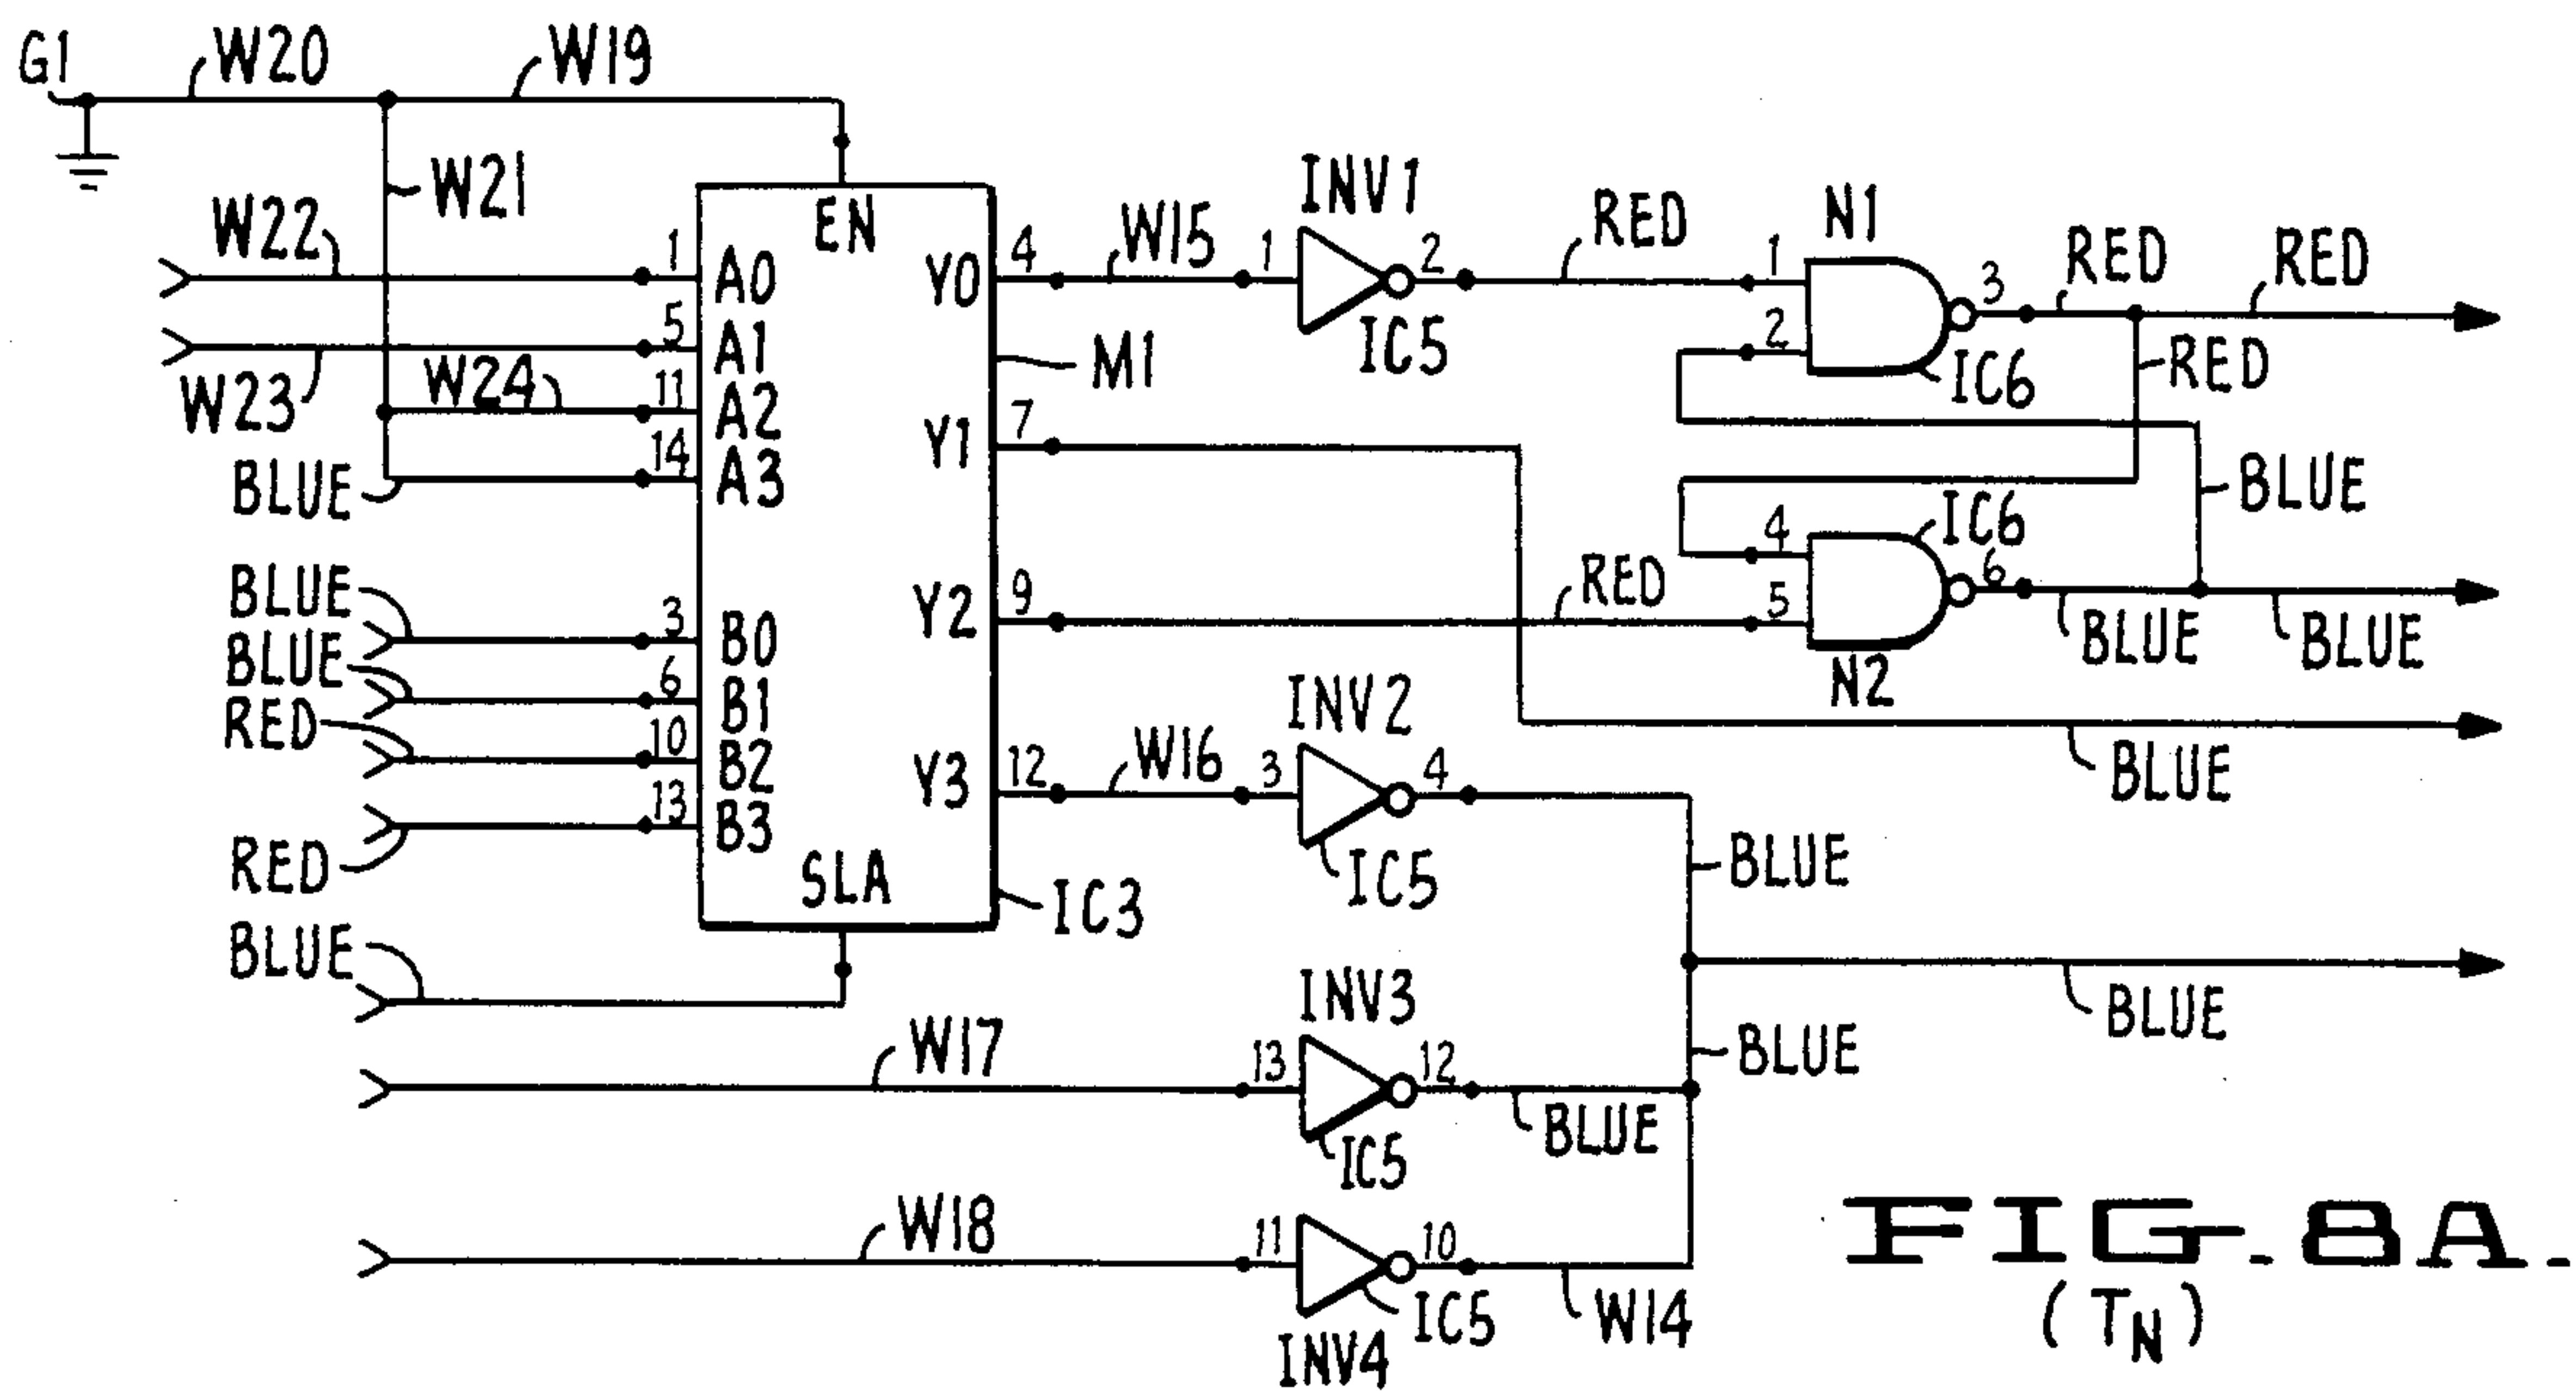 G1
W20
W19
W21
W22
W23
W24
BLUE
BLUE
BLUE
RED
RED
BLUE
1
5
11
14
3
6
10
13
EN
A0
A1
A2
A3
B0
B1
B2
B3
SLA
Y0
Y1
Y2
Y3
4
7
9
12
M1
IC3
W15
1
INV1
2
IC5
RED
1
2
N1
3
IC6
RED
RED
RED
BLUE
4
5
IC6
6
N2
RED
BLUE
BLUE
BLUE
W16
3
INV2
4
IC5
BLUE
BLUE
BLUE
W17
13
INV3
12
IC5
BLUE
W18
11
INV4
10
IC5
W14
FIG. 8A.
(TN)